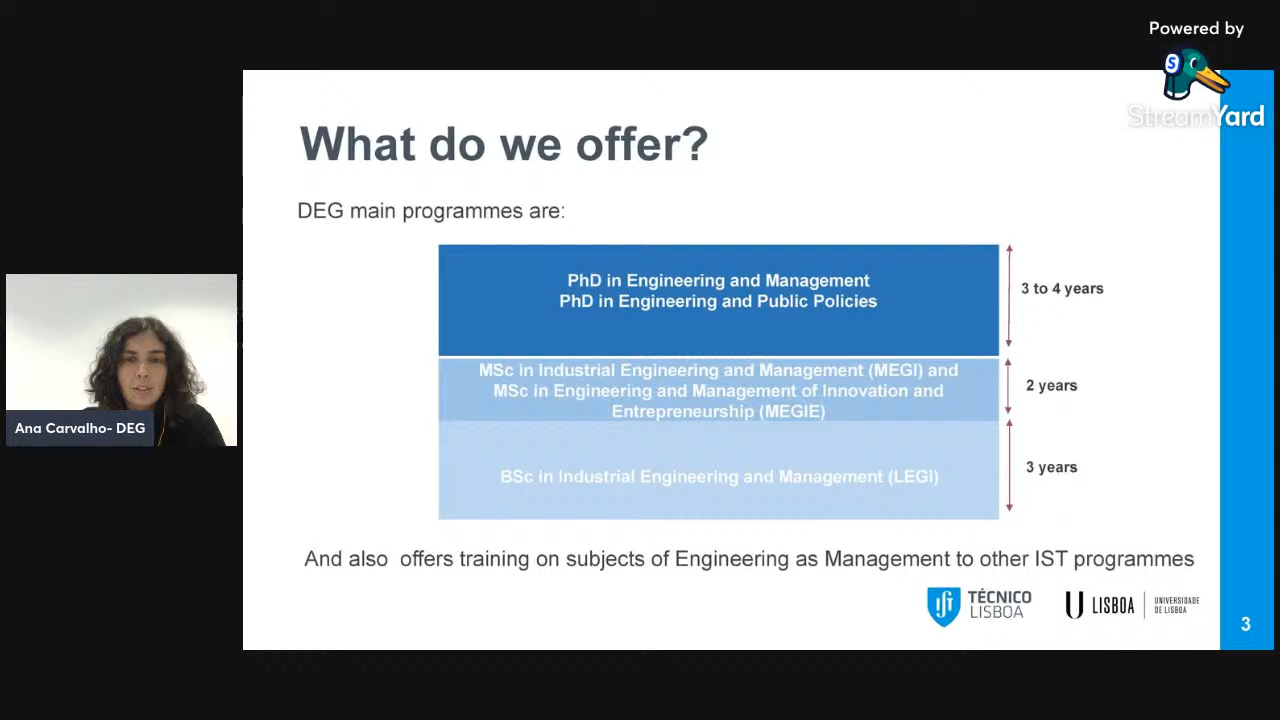 Powered by
StreamYard
What do we offer?
DEG main programmes are:
PhD in Engineering and Management
PhD in Engineering and Public Policies
3 to 4 years
MSc in Industrial Engineering and Management (MEGI) and
MSc in Engineering and Management of Innovation and
Entrepreneurship (MEGIE)
2 years
BSc in Industrial Engineering and Management (LEGI)
3 years
Ana Carvalho- DEG
And also offers training on subjects of Engineering as Management to other IST programmes
TÉCNICO
LISBOA
U LISBOA
UNIVERSIDADE
DE LISBOA
3